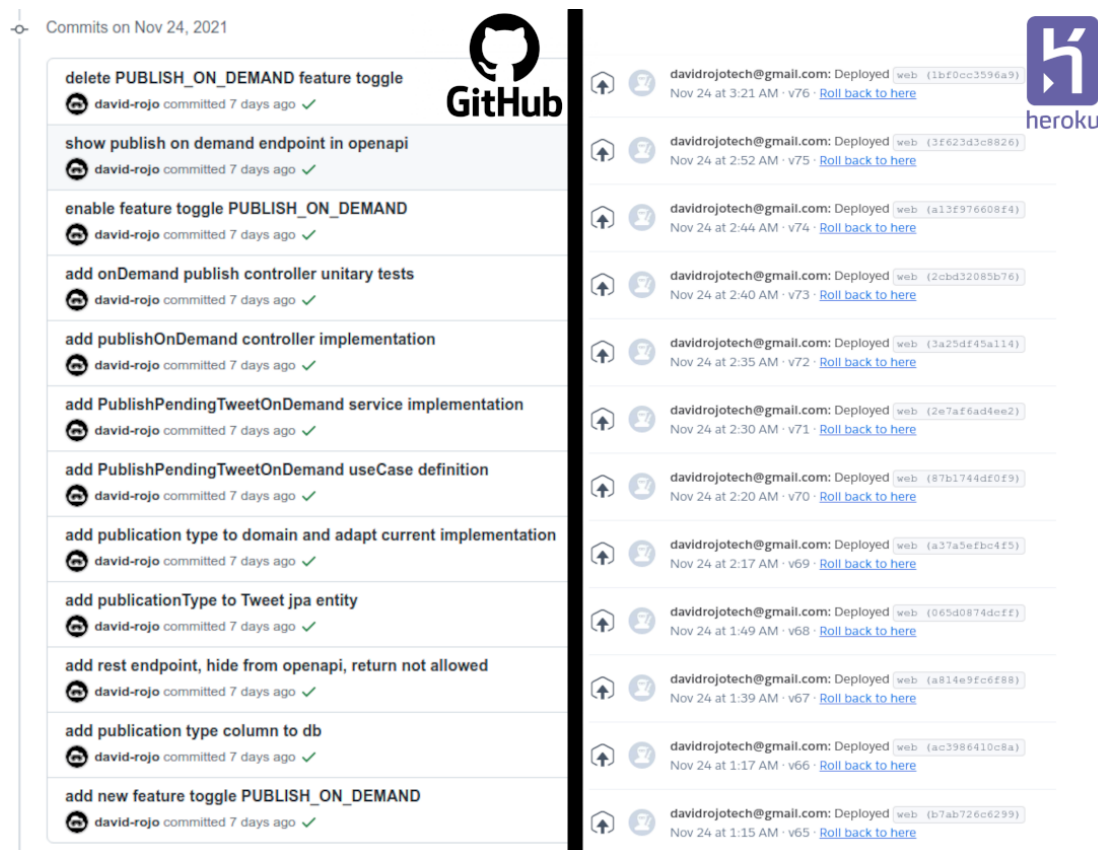 Commits on Nov 24, 2021
GitHub
delete PUBLISH_ON_DEMAND feature toggle
david-rojo committed 7 days ago
show publish on demand endpoint in openapi
david-rojo committed 7 days ago
enable feature toggle PUBLISH_ON_DEMAND
david-rojo committed 7 days ago
add onDemand publish controller unitary tests
david-rojo committed 7 days ago
add publishOnDemand controller implementation
david-rojo committed 7 days ago
add PublishPendingTweetOnDemand service implementation
david-rojo committed 7 days ago
add PublishPendingTweetOnDemand useCase definition
david-rojo committed 7 days ago
add publication type to domain and adapt current implementation
david-rojo committed 7 days ago
add publicationType to Tweet jpa entity
david-rojo committed 7 days ago
add rest endpoint, hide from openapi, return not allowed
david-rojo committed 7 days ago
add publication type column to db
david-rojo committed 7 days ago
add new feature toggle PUBLISH_ON_DEMAND
david-rojo committed 7 days ago
heroku
davidrojotech@gmail.com: Deployed web (1bf0cc3596a9)
Nov 24 at 3:21 AM · v76 · Roll back to here
davidrojotech@gmail.com: Deployed web (3f623d3c8826)
Nov 24 at 2:52 AM · v75 · Roll back to here
davidrojotech@gmail.com: Deployed web (a13f976608f4)
Nov 24 at 2:44 AM · v74 · Roll back to here
davidrojotech@gmail.com: Deployed web (2cbd32085b76)
Nov 24 at 2:40 AM · v73 · Roll back to here
davidrojotech@gmail.com: Deployed web (3a25df45a114)
Nov 24 at 2:35 AM · v72 · Roll back to here
davidrojotech@gmail.com: Deployed web (2e7af6ad4ee2)
Nov 24 at 2:30 AM · v71 · Roll back to here
davidrojotech@gmail.com: Deployed web (87b1744df0f9)
Nov 24 at 2:20 AM · v70 · Roll back to here
davidrojotech@gmail.com: Deployed web (a37a5efbc4f5)
Nov 24 at 2:17 AM · v69 · Roll back to here
davidrojotech@gmail.com: Deployed web (065d0874dcff)
Nov 24 at 1:49 AM · v68 · Roll back to here
davidrojotech@gmail.com: Deployed web (a814e9fc6f88)
Nov 24 at 1:39 AM · v67 · Roll back to here
davidrojotech@gmail.com: Deployed web (ac3986410c8a)
Nov 24 at 1:17 AM · v66 · Roll back to here
davidrojotech@gmail.com: Deployed web (b7ab726c6299)
Nov 24 at 1:15 AM · v65 · Roll back to here